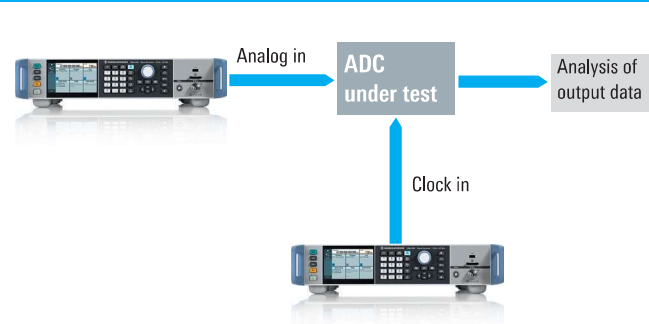 Analog in
ADC
under test
Analysis of
output data
Clock in